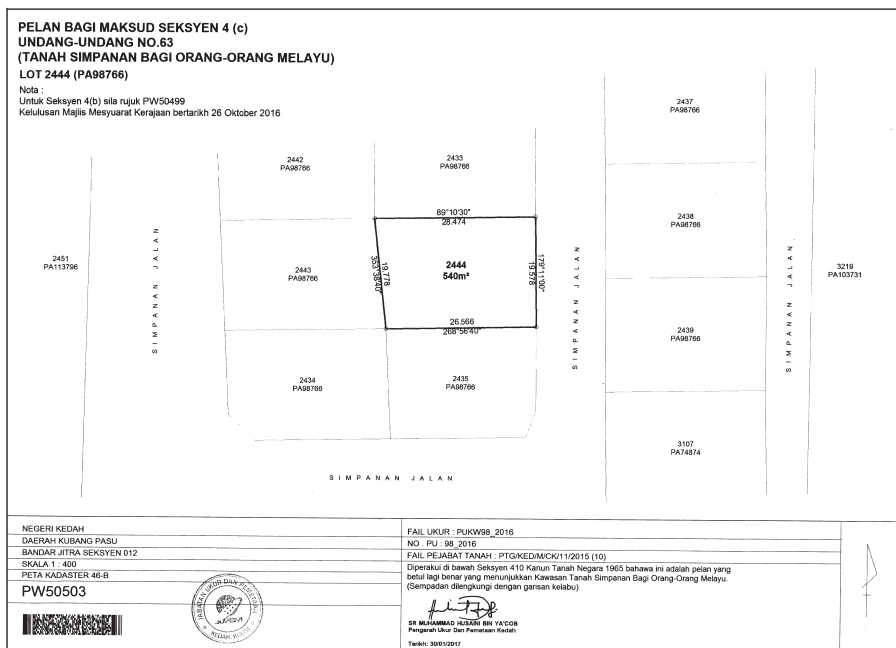 PELAN BAGI MAKSUD SEKSYEN 4 (c)
UNDANG-UNDANG NO.63
(TANAH SIMPANAN BAGI ORANG-ORANG MELAYU)
LOT 2444 (PA98766)
Nota :
Untuk Seksyen 4(b) sila rujuk PW50499
Kelulusan Majlis Mesyuarat Kerajaan bertarikh 26 Oktober 2016
2437
PA98766
2442
PA98766
2433
PA98766
89°10'30"
28.474
2438
PA98766
2451
PA113796
SIMPANAN JALAN
2443
PA98766
353°38'40"
19.778
2444
540m²
179°11'00"
19.578
SIMPANAN JALAN
SIMPANAN JALAN
3219
PA103731
26.566
268°56'40"
2439
PA98766
2434
PA98766
2435
PA98766
3107
PA74874
SIMPANAN JALAN
NEGERI KEDAH
DAERAH KUBANG PASU
BANDAR JITRA SEKSYEN 012
SKALA 1 : 400
PETA KADASTER 46-B
PW50503
JABATAN UKUR DAN PEMETAAN
JUPEM
KEDAH
FAIL UKUR : PUKW98_2016
NO . PU : 98_2016
FAIL PEJABAT TANAH : PTG/KED/M/CK/11/2015 (10)
Diperakui di bawah Seksyen 410 Kanun Tanah Negara 1965 bahawa ini adalah pelan yang
betul lagi benar yang menunjukkan Kawasan Tanah Simpanan Bagi Orang-Orang Melayu.
(Sempadan dilengkungi dengan garisan kelabu)
SR MUHAMMAD HUSAINI BIN YA'COB
Pengarah Ukur Dan Pemetaan Kedah
Tarikh: 30/01/2017